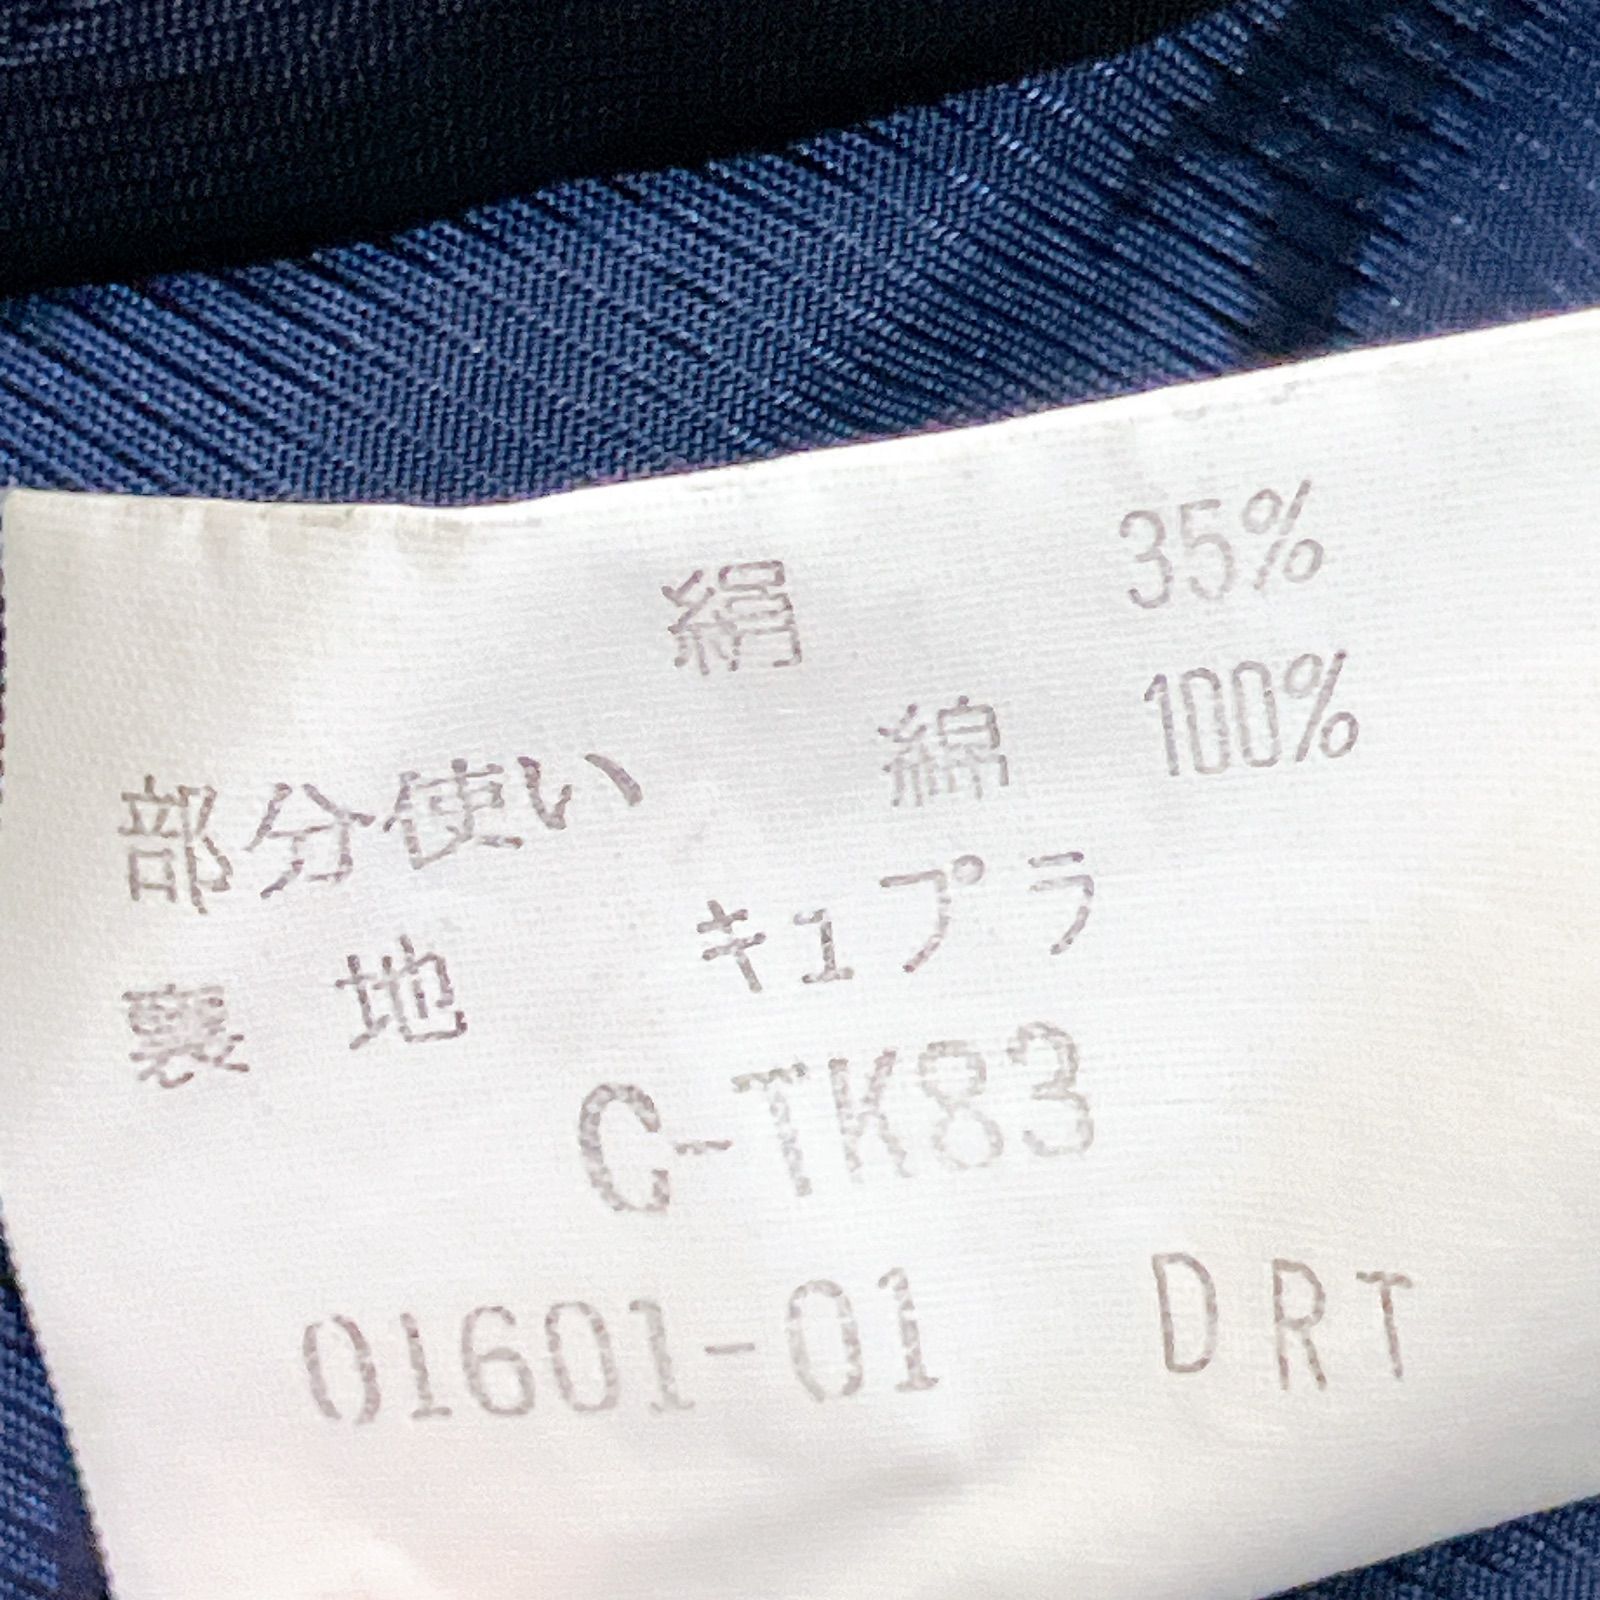 絹 35%
部分使い 綿 100%
裏地 キュプラ
C-TK83
01601-01 DRT